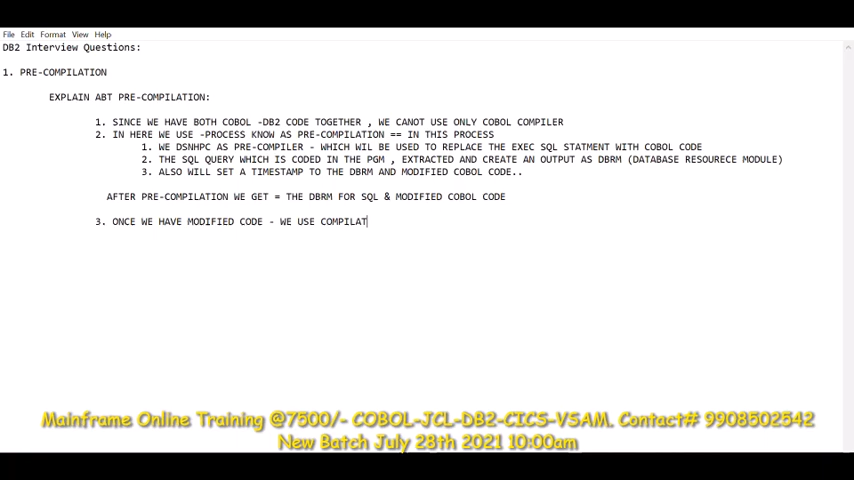 File Edit Format View Help
DB2 Interview Questions:
1. PRE-COMPILATION
EXPLAIN ABT PRE-COMPILATION:
1. SINCE WE HAVE BOTH COBOL -DB2 CODE TOGETHER , WE CANOT USE ONLY COBOL COMPILER
2. IN HERE WE USE -PROCESS KNOW AS PRE-COMPILATION == IN THIS PROCESS
1. WE DSNHPC AS PRE-COMPILER - WHICH WIL BE USED TO REPLACE THE EXEC SQL STATMENT WITH COBOL CODE
2. THE SQL QUERY WHICH IS CODED IN THE PGM , EXTRACTED AND CREATE AN OUTPUT AS DBRM (DATABASE RESOURECE MODULE)
3. ALSO WILL SET A TIMESTAMP TO THE DBRM AND MODIFIED COBOL CODE..
AFTER PRE-COMPILATION WE GET = THE DBRM FOR SQL & MODIFIED COBOL CODE
3. ONCE WE HAVE MODIFIED CODE - WE USE COMPILAT
Mainframe Online Training @7500/- COBOL-JCL-DB2-CICS-VSAM. Contact# 9908502542
New Batch July 28th 2021 10:00am